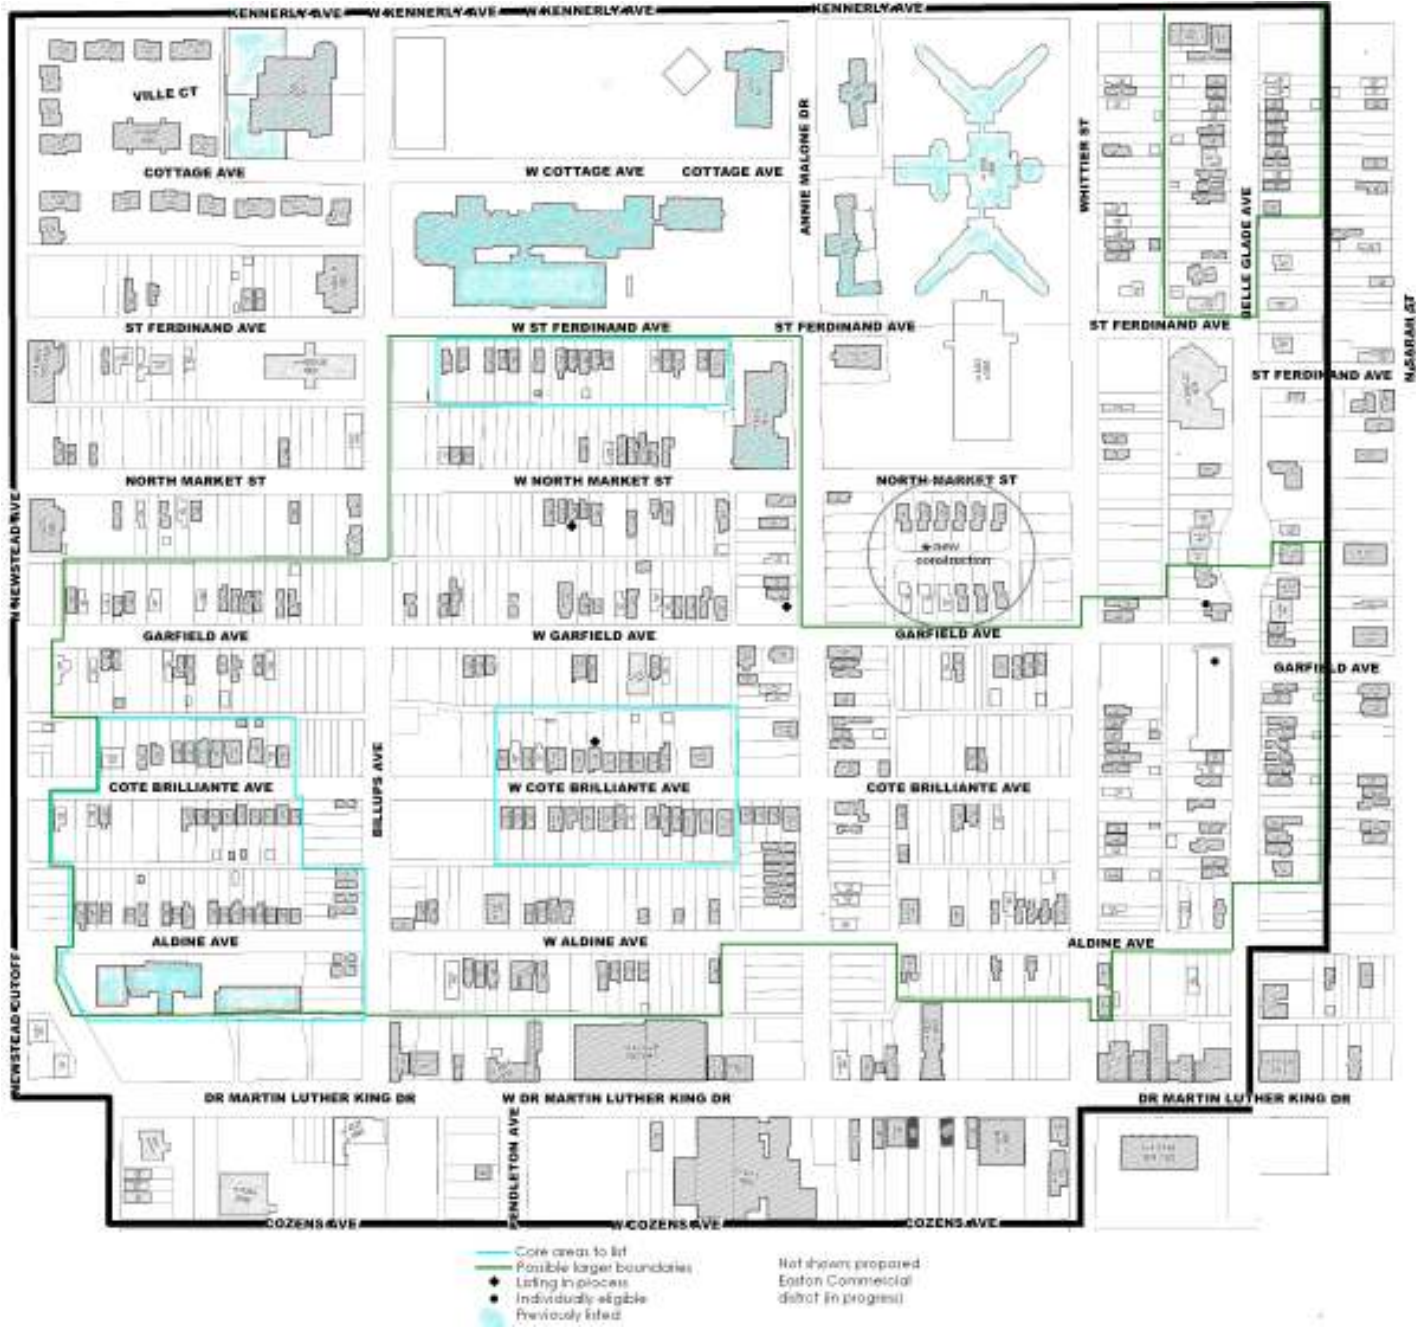 KENNERLY AVE W KENNERLY AVE W KENNERLY AVE KENNERLY AVE
VILLE CT
ANNIE MALONE DR
WHITTIER ST
COTTAGE AVE W COTTAGE AVE COTTAGE AVE
BELLE GLADE AVE
N SARAH ST
ST FERDINAND AVE W ST FERDINAND AVE ST FERDINAND AVE ST FERDINAND AVE
ST FERDINAND AVE
NORTH MARKET ST W NORTH MARKET ST NORTH MARKET ST
N NEWSTEAD AVE
new
construction
GARFIELD AVE W GARFIELD AVE GARFIELD AVE
GARFIELD AVE
BILLUPS AVE
COTE BRILLIANTE AVE W COTE BRILLIANTE AVE COTE BRILLIANTE AVE
ALDINE AVE W ALDINE AVE ALDINE AVE
NEWSTEAD CUTOFF
DR MARTIN LUTHER KING DR W DR MARTIN LUTHER KING DR DR MARTIN LUTHER KING DR
PENDLETON AVE
COZENS AVE W COZENS AVE COZENS AVE
Core areas to list
Possible larger boundaries
Listing in process
Individually eligible
Previously listed
Not shown: proposed
Easton Commercial
district (in progress)